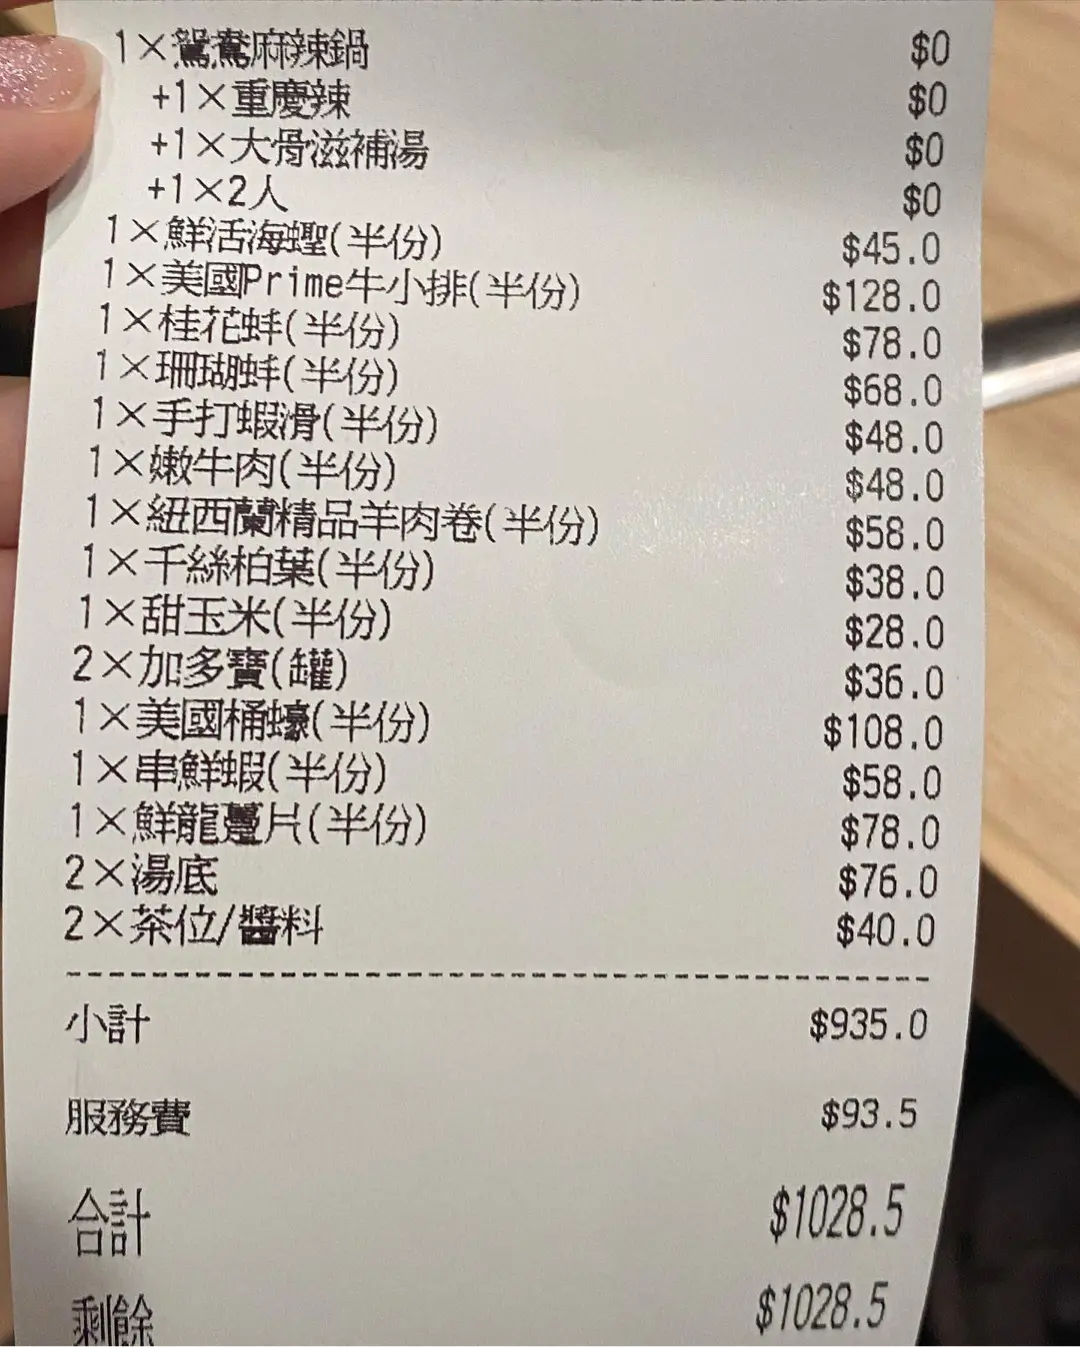 1×鴛鴦麻辣鍋 $0
+1×重慶辣 $0
+1×大骨滋補湯 $0
+1×2人 $0
1×鮮活海蟶(半份) $45.0
1×美國Prime牛小排(半份) $128.0
1×桂花蚌(半份) $78.0
1×珊瑚蚌(半份) $68.0
1×手打蝦滑(半份) $48.0
1×嫩牛肉(半份) $48.0
1×紐西蘭精品羊肉卷(半份) $58.0
1×千絲柏葉(半份) $38.0
1×甜玉米(半份) $28.0
2×加多寶(罐) $36.0
1×美國桶蠔(半份) $108.0
1×串鮮蝦(半份) $58.0
1×鮮龍躉片(半份) $78.0
2×湯底 $76.0
2×茶位/醬料 $40.0
小計 $935.0
服務費 $93.5
合計 $1028.5
剩餘 $1028.5